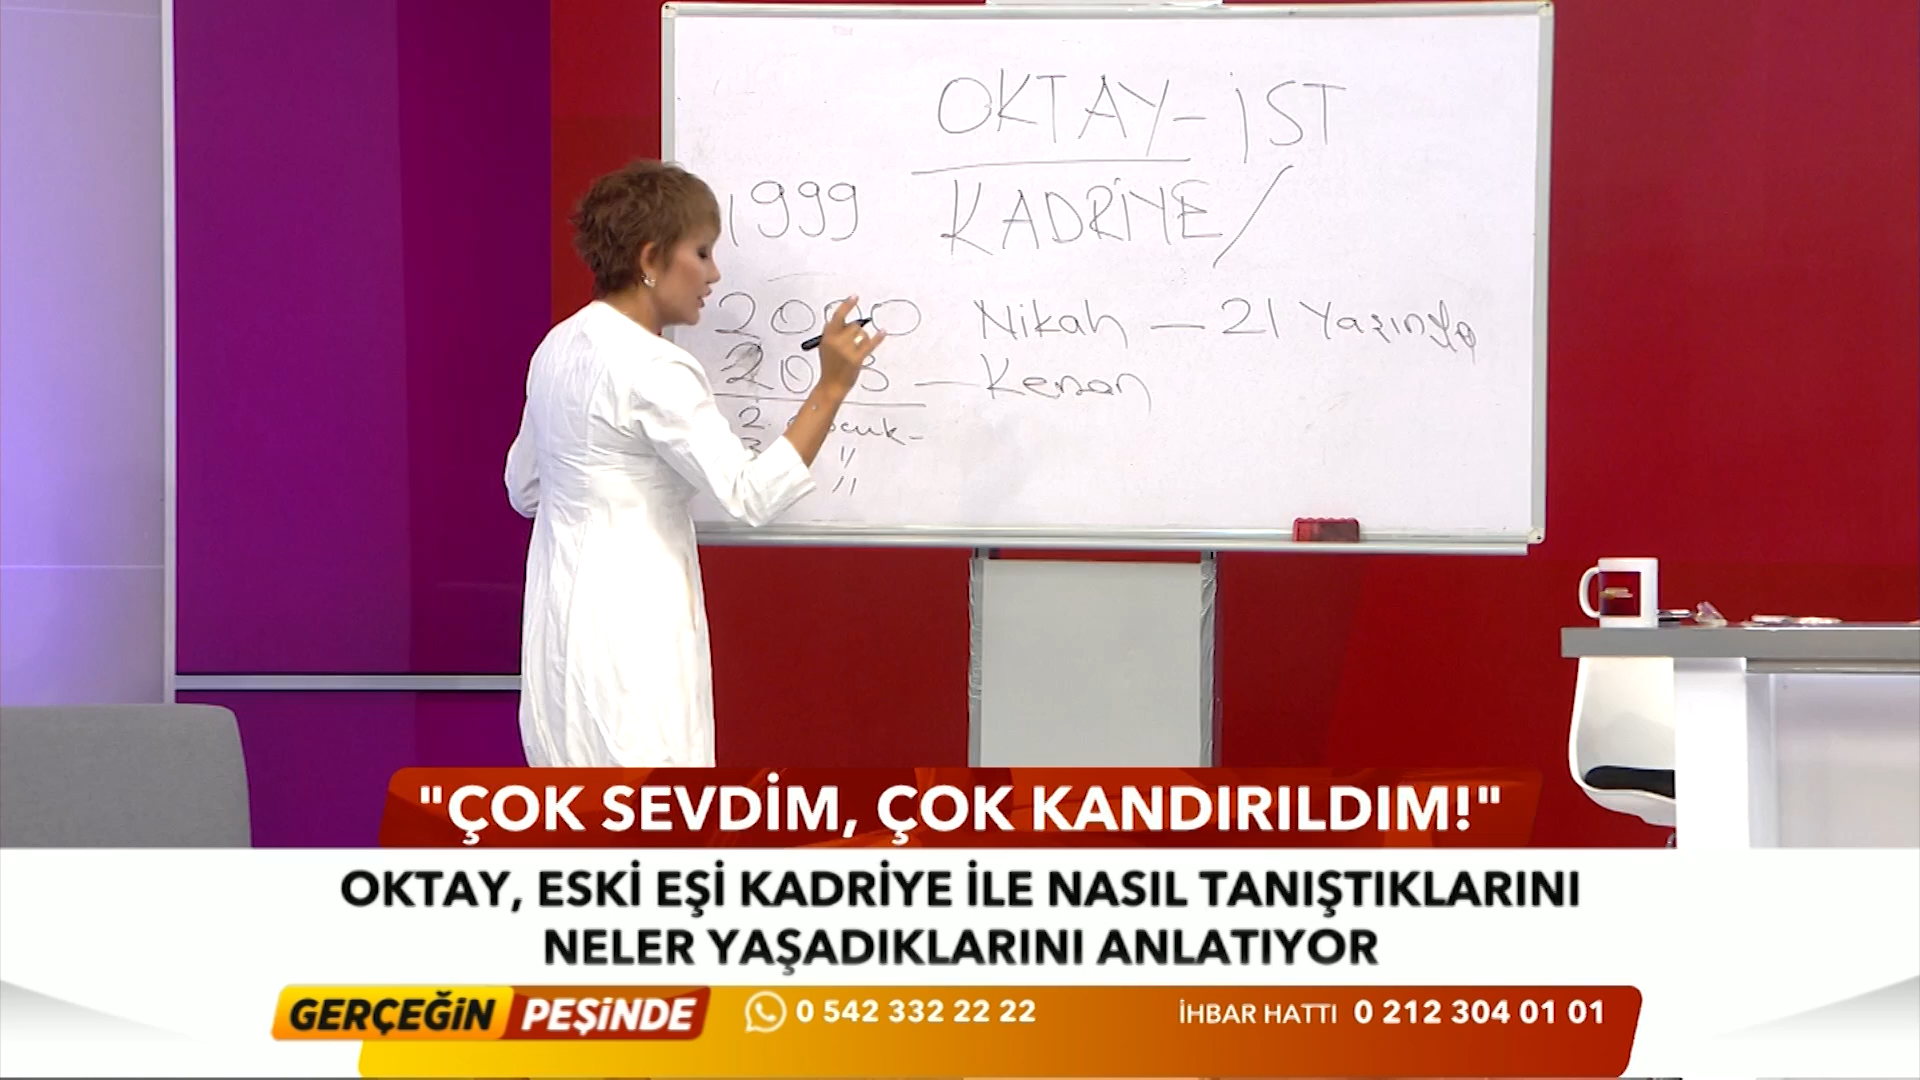 OKTAY - İST
1999 KADRİYE /
2000 Nikah - 21 Yaşında
Kenan
2.
"ÇOK SEVDİM, ÇOK KANDIRILDIM!"
OKTAY, ESKİ EŞİ KADRİYE İLE NASIL TANIŞTIKLARINI
NELER YAŞADIKLARINI ANLATIYOR
GERÇEĞİN PEŞİNDE 0 542 332 22 22 İHBAR HATTI 0 212 304 01 01